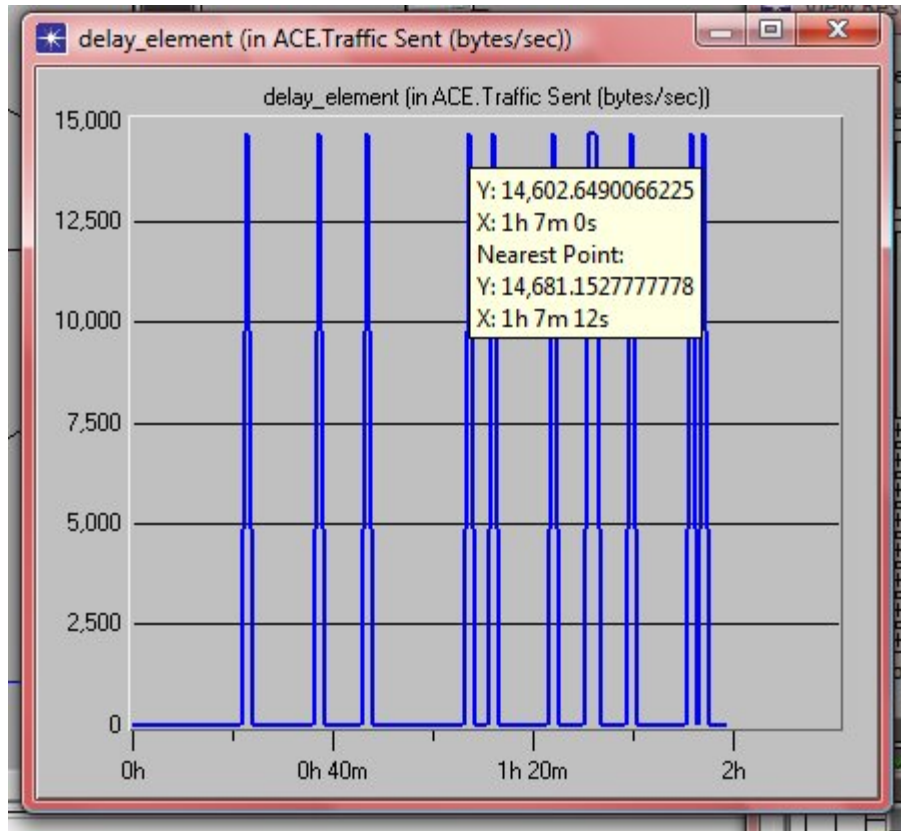 View Res
delay_element (in ACE.Traffic Sent (bytes/sec))
delay_element (in ACE.Traffic Sent (bytes/sec))
15,000
12,500
10,000
7,500
5,000
2,500
0
Y: 14,602.6490066225
X: 1h 7m 0s
Nearest Point:
Y: 14,681.1527777778
X: 1h 7m 12s
0h
0h 40m
1h 20m
2h